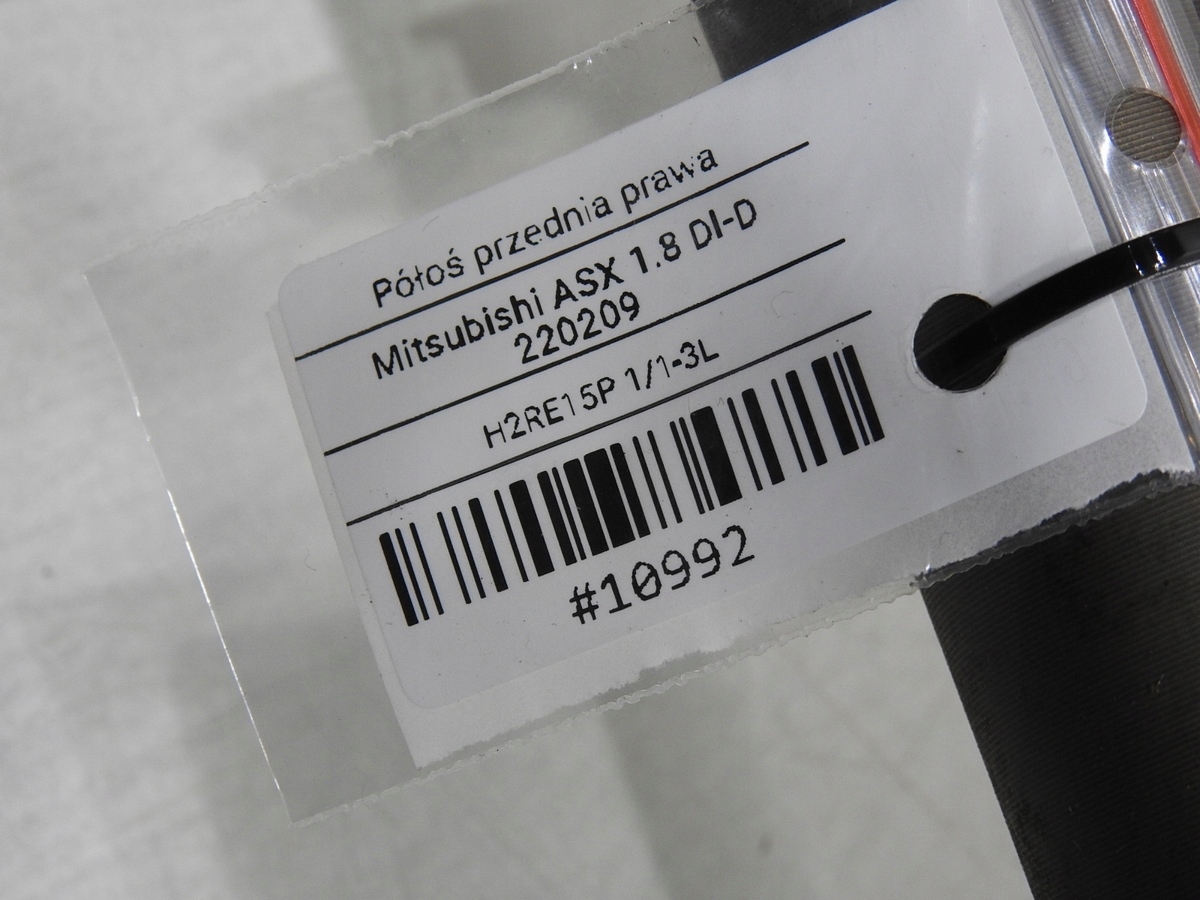 Półoś przednia prawa
Mitsubishi ASX 1.8 DI-D
220209
H2RE15P 1/1-3L
#10992